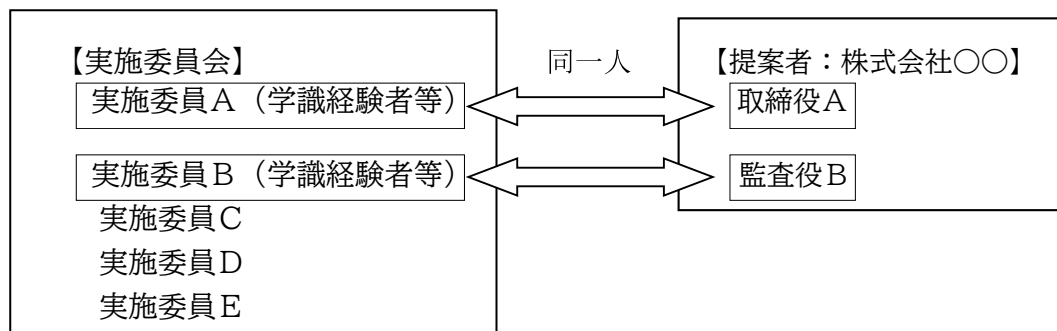 【実施委員会】
実施委員A（学識経験者等）
実施委員B（学識経験者等）
実施委員C
実施委員D
実施委員E
同一人
【提案者：株式会社○○】
取締役A
監査役B